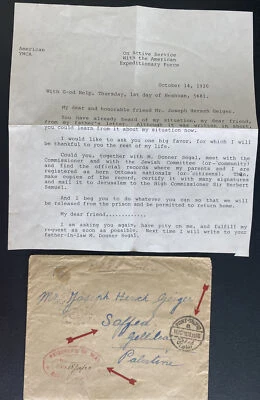 American
YMCA
On Active Service
With the American
Expeditionary Force
October 14, 1920
With G-od Help, Thursday, 1st day of Heshvan, 5681.
My dear and honorable friend Mr. Joseph Hersch Geiger.
You have already heard of my situation, my dear friend,
from my father's letter. Although it was written in short,
you could learn from it about my situation now.
I would like to ask you one big favor, for which I will
be thankful to you the rest of my life.
Could you, together with M. Donner Segal, meet with the
Commissioner and with the Jewish Committee (or Community)
and find the official records where my parents and I are
registered as born Ottoman nationals (or citizens). Then
make copies of the record, certify it with many signatures
and mail it to Jerusalem to the High Commissioner Sir Herbert
Samuel.
And I beg you to do whatever you can so that we will
be released from the prison and be permitted to return home.
My dear friend.............
I am asking you again, have pity on me, and fulfill my
request as soon as possible. Next time I will write to your
father-in-law M. Donner Segal.
Mr. Joseph Hersch Geiger
Saffed
Galilea
Palestine
PRISONERS OF WAR